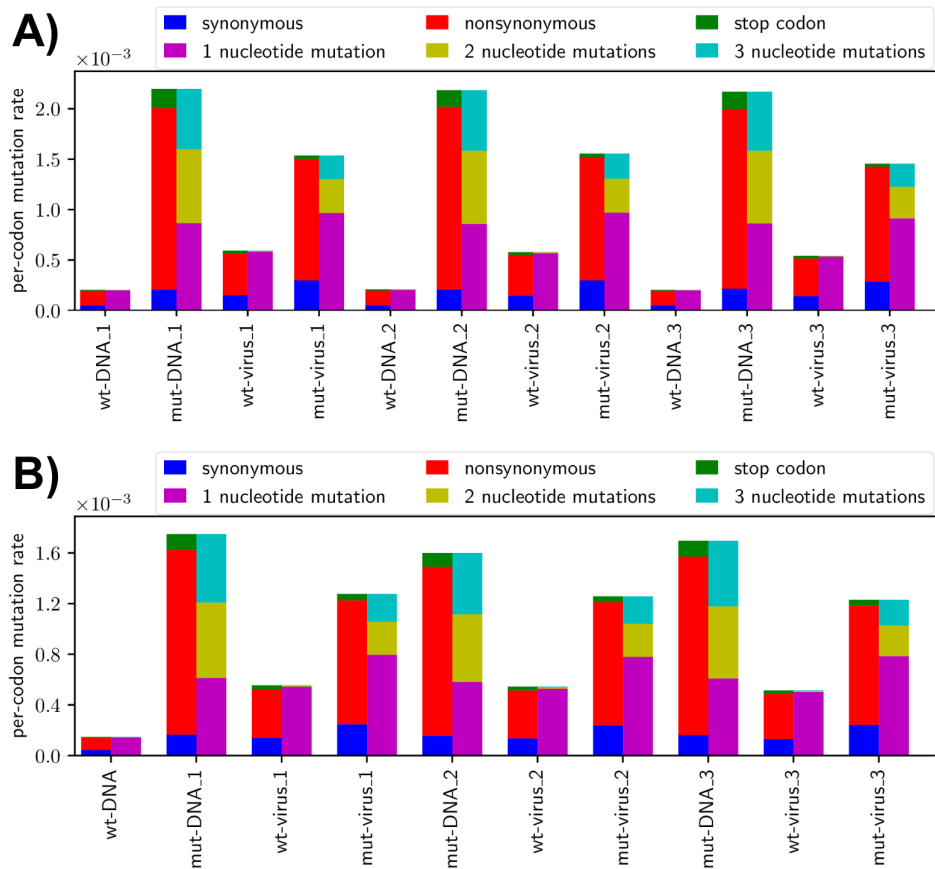 A)
synonymous nonsynonymous stop codon
1 nucleotide mutation 2 nucleotide mutations 3 nucleotide mutations
×10⁻³
per-codon mutation rate
2.0
1.5
1.0
0.5
0.0
wt-DNA_1 mut-DNA_1 wt-virus_1 mut-virus_1 wt-DNA_2 mut-DNA_2 wt-virus_2 mut-virus_2 wt-DNA_3 mut-DNA_3 wt-virus_3 mut-virus_3
B)
synonymous nonsynonymous stop codon
1 nucleotide mutation 2 nucleotide mutations 3 nucleotide mutations
×10⁻³
per-codon mutation rate
1.6
1.2
0.8
0.4
0.0
wt-DNA mut-DNA_1 wt-virus_1 mut-virus_1 mut-DNA_2 wt-virus_2 mut-virus_2 mut-DNA_3 wt-virus_3 mut-virus_3